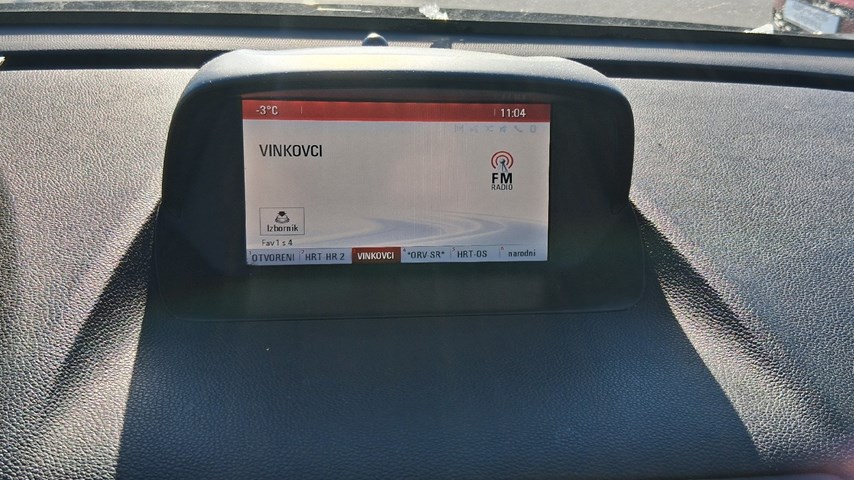 -3°C 11:04
VINKOVCI
FM
RADIO
Izbornik
Fav 1 z 4
OTVORENI HRT-HR 2 VINKOVCI *ORV-SR* HRT-OS narodni